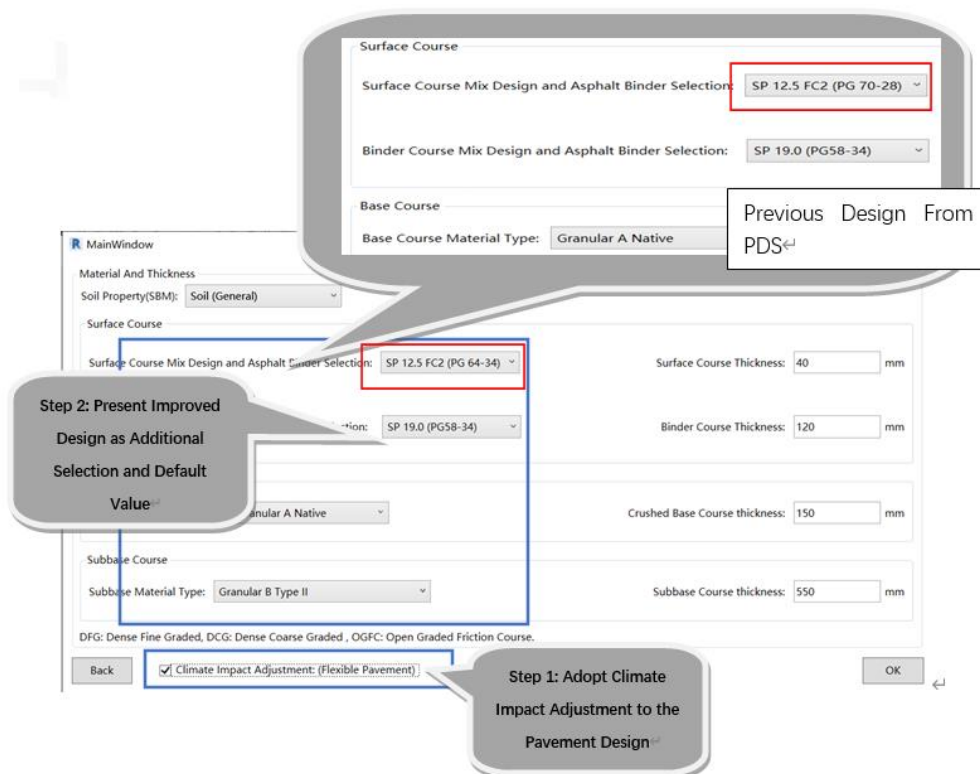 Surface Course
Surface Course Mix Design and Asphalt Binder Selection: SP 12.5 FC2 (PG 70-28)
Binder Course Mix Design and Asphalt Binder Selection: SP 19.0 (PG58-34)
Base Course
Base Course Material Type: Granular A Native
Previous Design From
PDS↵
R MainWindow
Material And Thickness
Soil Property(SBM): Soil (General)
Surface Course
Surface Course Mix Design and Asphalt Binder Selection: SP 12.5 FC2 (PG 64-34) Surface Course Thickness: 40 mm
Step 2: Present Improved
Design as Additional
Selection and Default
Value↵
SP 19.0 (PG58-34) Binder Course Thickness: 120 mm
A Native Crushed Base Course thickness: 150 mm
Subbase Course
Subbase Material Type: Granular B Type II Subbase Course thickness: 550 mm
DFG: Dense Fine Graded, DCG: Dense Coarse Graded , OGFC: Open Graded Friction Course.
Back Climate Impact Adjustment: (Flexible Pavement) OK ↵
Step 1: Adopt Climate
Impact Adjustment to the
Pavement Design↵